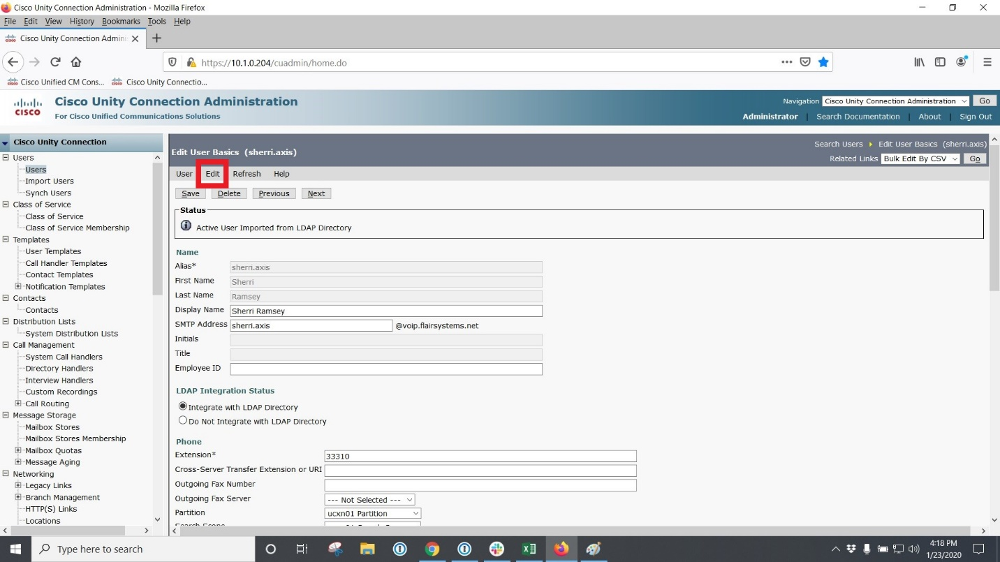 Cisco Unity Connection Administration - Mozilla Firefox
File Edit View History Bookmarks Tools Help
Cisco Unity Connection Admini
https://10.1.0.204/cuadmin/home.do
Cisco Unified CM Cons... Cisco Unity Connectio...
CISCO
Cisco Unity Connection Administration
For Cisco Unified Communications Solutions
Navigation Cisco Unity Connection Administration Go
Administrator | Search Documentation | About | Sign Out
Cisco Unity Connection
Users
Users
Import Users
Synch Users
Class of Service
Class of Service
Class of Service Membership
Templates
User Templates
Call Handler Templates
Contact Templates
Notification Templates
Contacts
Contacts
Distribution Lists
System Distribution Lists
Call Management
System Call Handlers
Directory Handlers
Interview Handlers
Custom Recordings
Call Routing
Message Storage
Mailbox Stores
Mailbox Stores Membership
Mailbox Quotas
Message Aging
Networking
Legacy Links
Branch Management
HTTP(S) Links
Locations
Edit User Basics (sherri.axis)
Search Users Edit User Basics (sherri.axis)
Related Links Bulk Edit By CSV Go
User Edit Refresh Help
Save Delete Previous Next
Status
Active User Imported from LDAP Directory
Name
Alias* sherri.axis
First Name Sherri
Last Name Ramsey
Display Name Sherri Ramsey
SMTP Address sherri.axis @voip.flairsystems.net
Initials
Title
Employee ID
LDAP Integration Status
Integrate with LDAP Directory
Do Not Integrate with LDAP Directory
Phone
Extension* 33310
Cross-Server Transfer Extension or URI
Outgoing Fax Number
Outgoing Fax Server --- Not Selected ---
Partition ucxn01 Partition
Type here to search
4:18 PM
1/23/2020